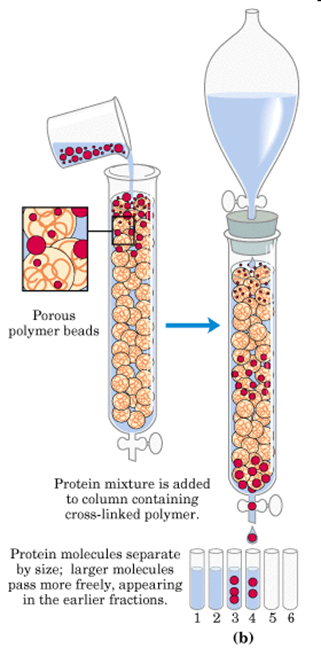 Porous
polymer beads
Protein mixture is added
to column containing
cross-linked polymer.
Protein molecules separate
by size; larger molecules
pass more freely, appearing
in the earlier fractions.
1 2 3 4 5 6
(b)